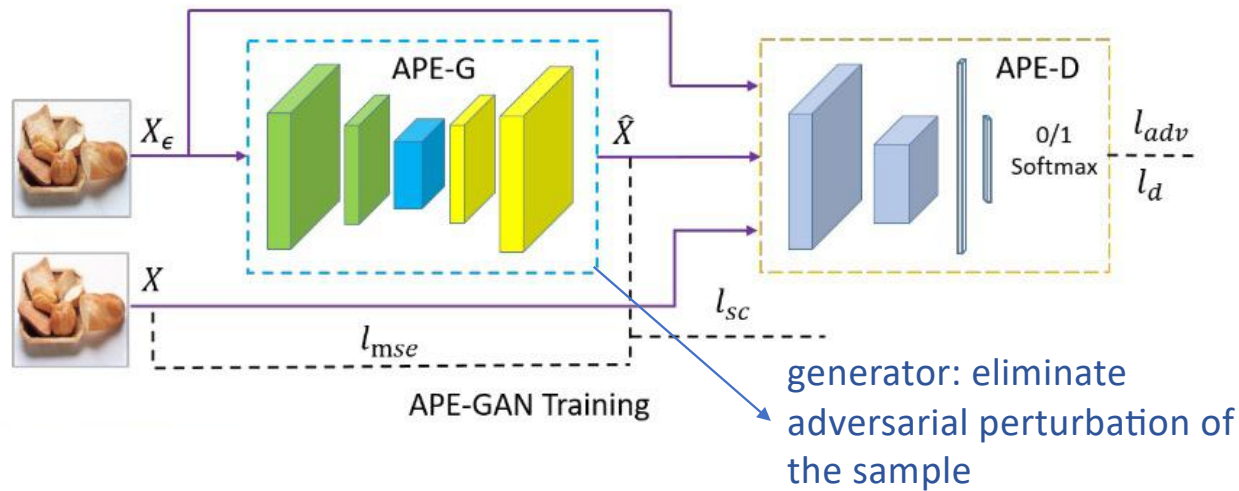 APE-G
APE-D
X_ϵ
X̂
0/1
Softmax
l_adv
l_d
X
l_sc
l_mse
APE-GAN Training
generator: eliminate
adversarial perturbation of
the sample